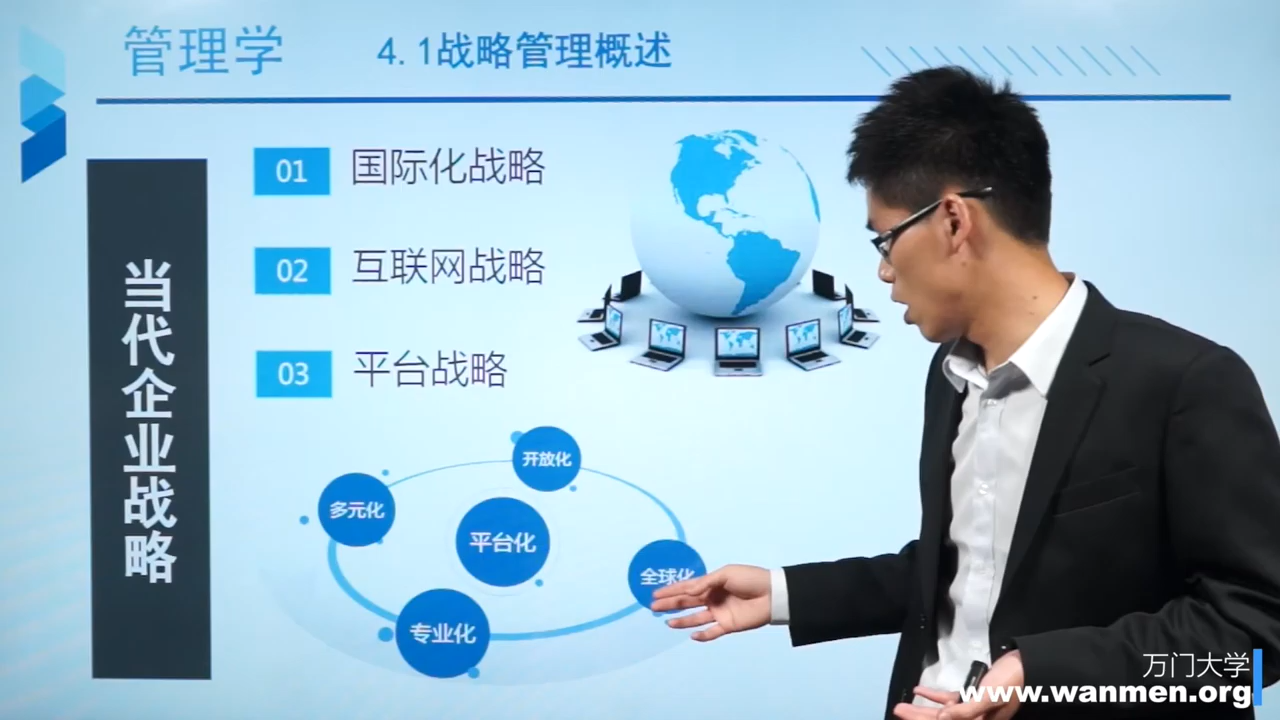 管理学
4.1战略管理概述
当代企业战略
01 国际化战略
02 互联网战略
03 平台战略
开放化
多元化
平台化
全球化
专业化
万门大学
www.wanmen.org